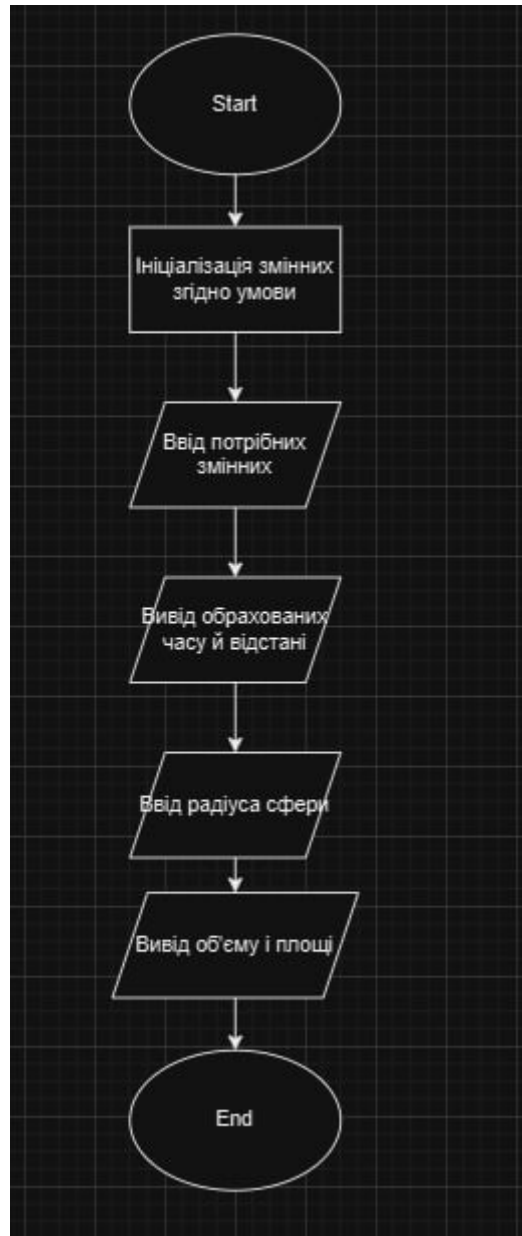 Start
Ініціалізація змінних
згідно умови
Ввід потрібних
змінних
Вивід обрахованих
часу й відстані
Ввід радіуса сфери
Вивід об'єму і площі
End